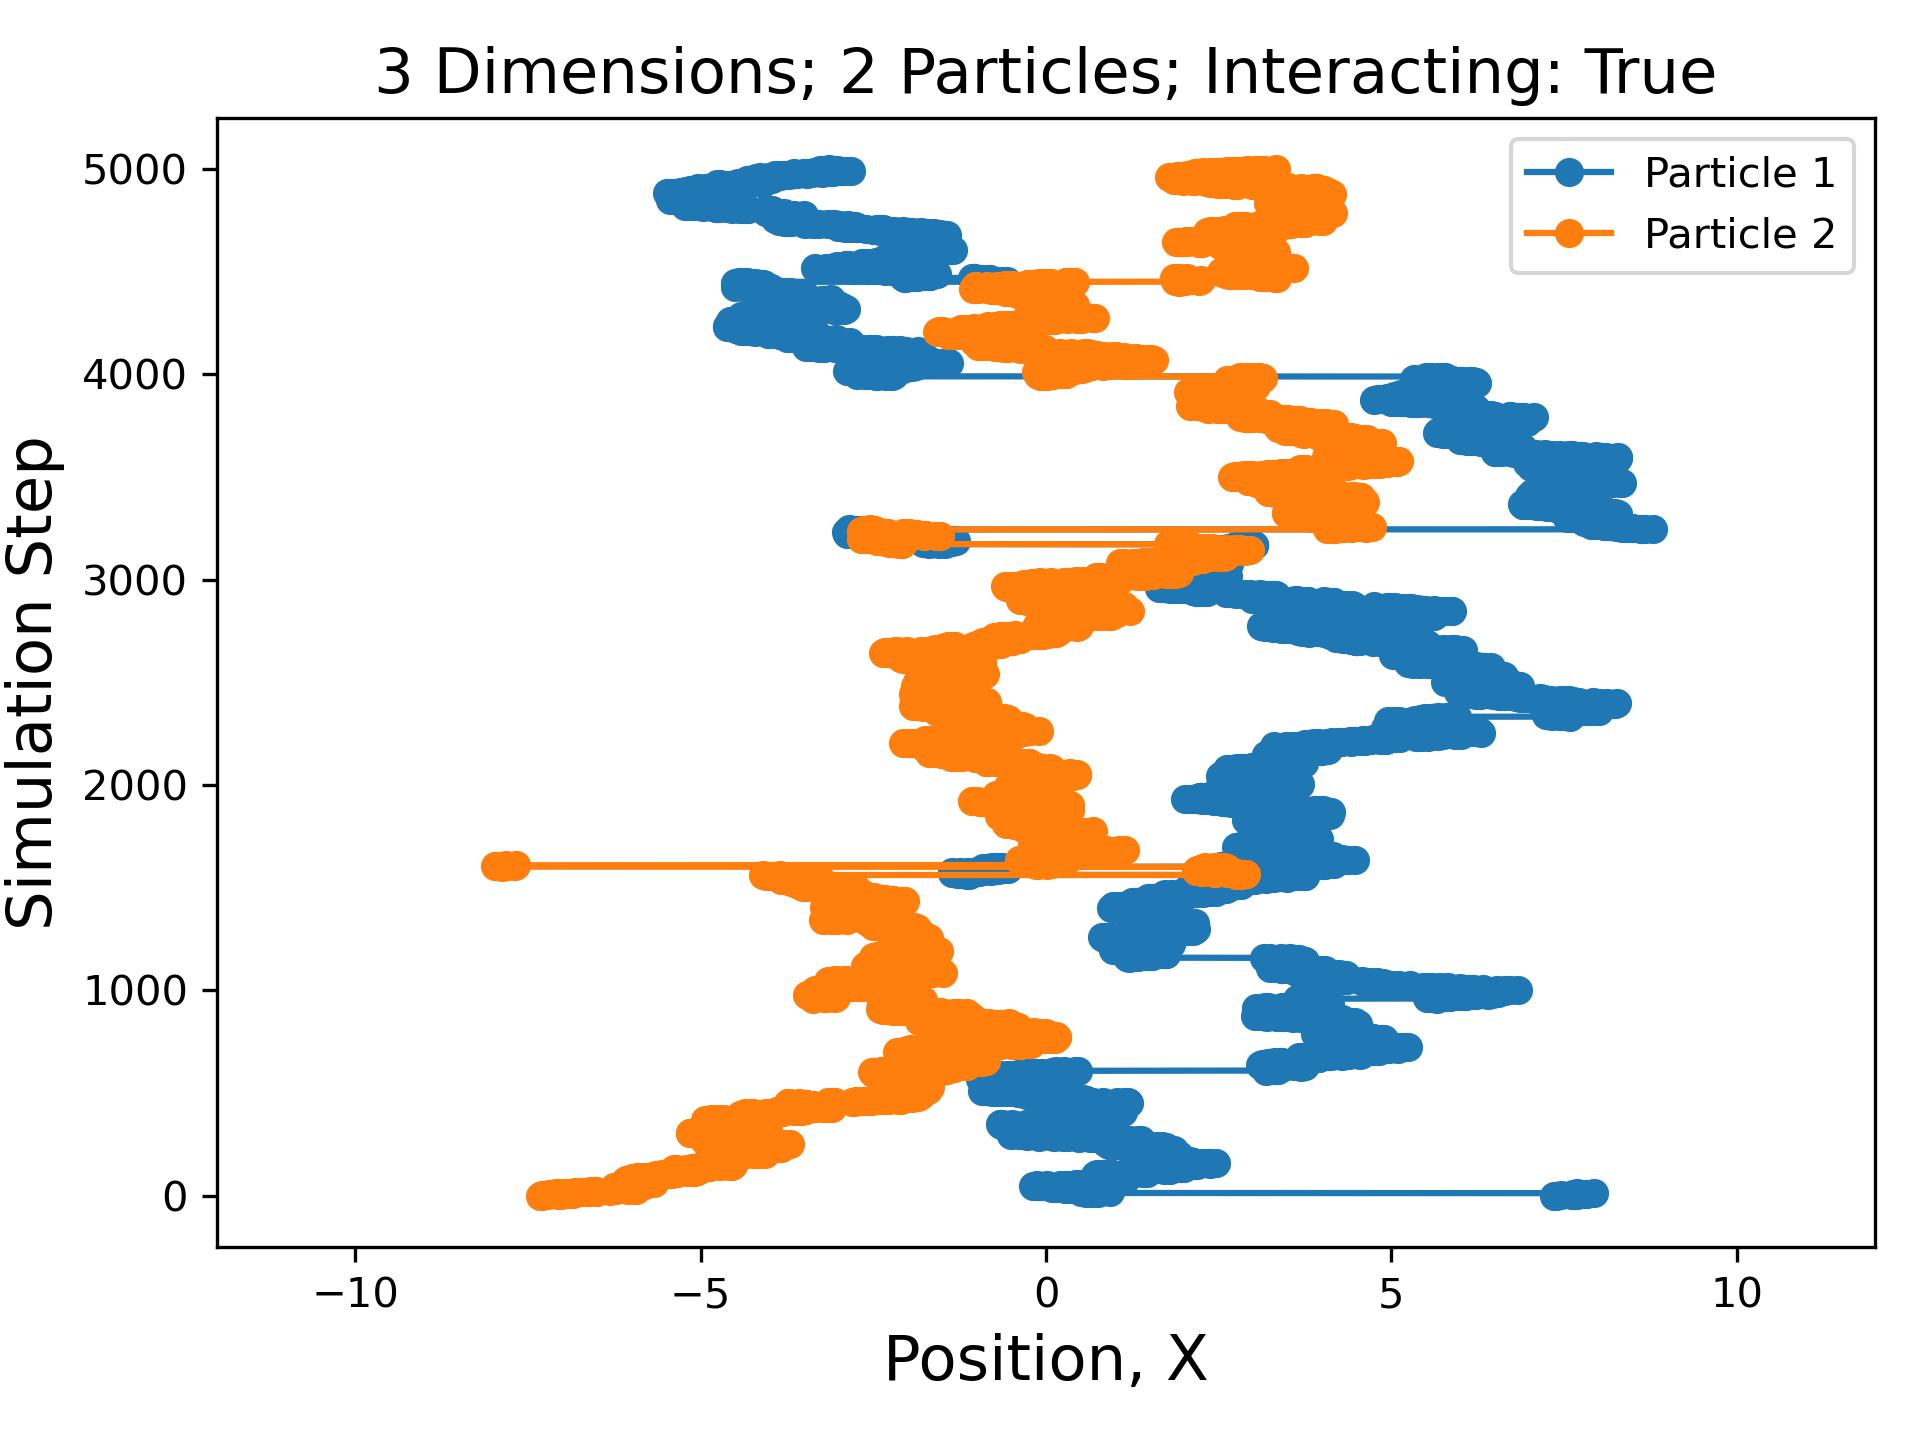 3 Dimensions; 2 Particles; Interacting: True
Particle 1
Particle 2
Simulation Step
5000
4000
3000
2000
1000
0
−10
−5
0
5
10
Position, X